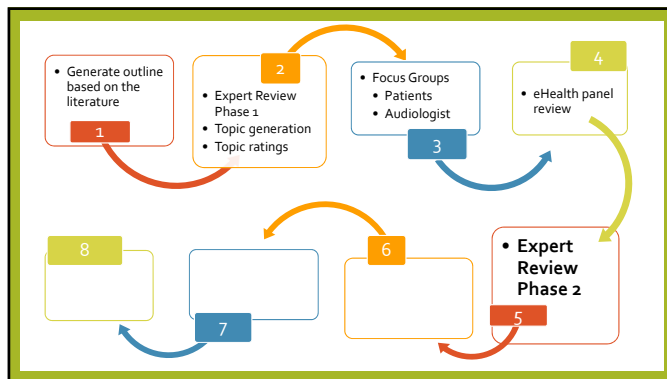 • Generate outline
based on the
literature
1
2
• Expert Review
Phase 1
• Topic generation
• Topic ratings
• Focus Groups
• Patients
• Audiologist
3
4
• eHealth panel
review
• Expert
Review
Phase 2
5
6
7
8